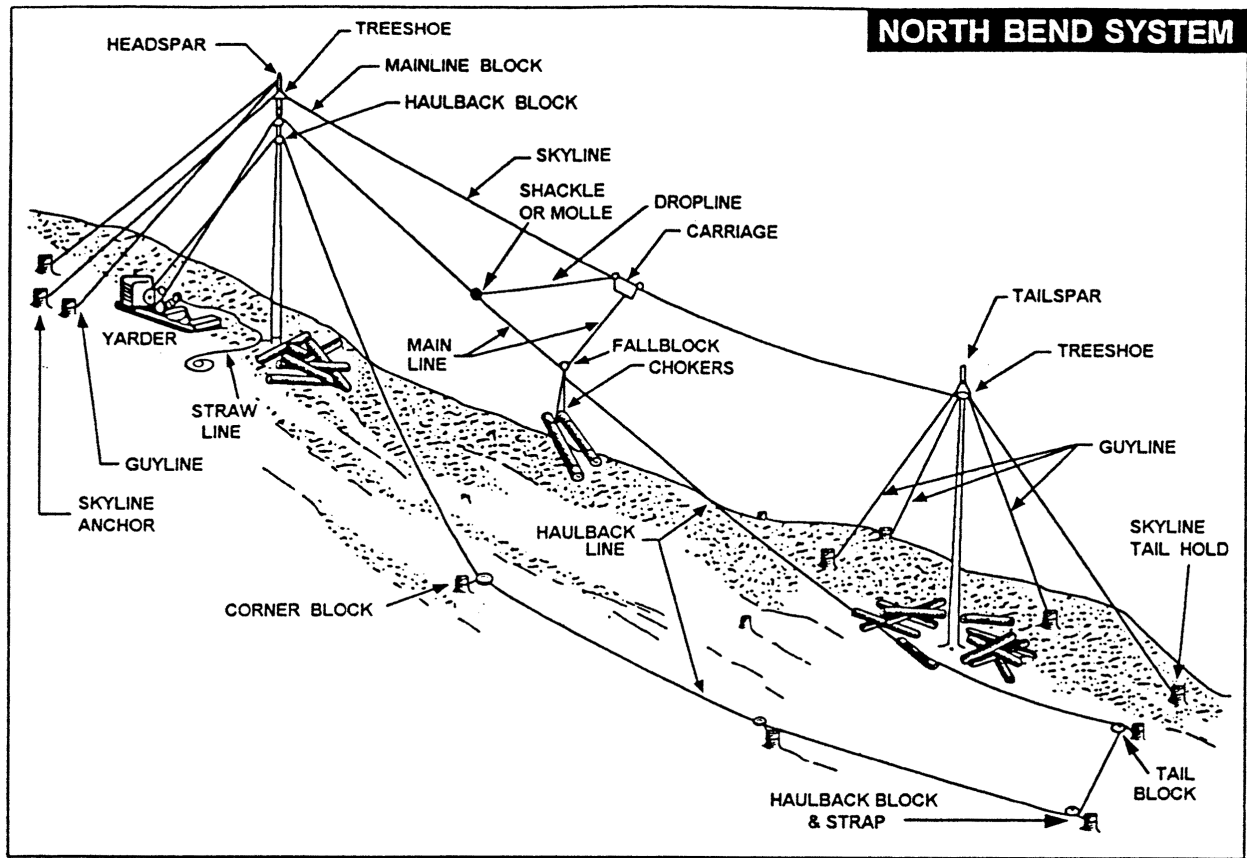 NORTH BEND SYSTEM
TREESHOE
HEADSPAR
MAINLINE BLOCK
HAULBACK BLOCK
SKYLINE
SHACKLE
OR MOLLE
DROPLINE
CARRIAGE
TAILSPAR
TREESHOE
YARDER
MAIN
LINE
FALLBLOCK
CHOKERS
STRAW
LINE
GUYLINE
GUYLINE
SKYLINE
ANCHOR
HAULBACK
LINE
SKYLINE
TAIL HOLD
CORNER BLOCK
TAIL
BLOCK
HAULBACK BLOCK
& STRAP